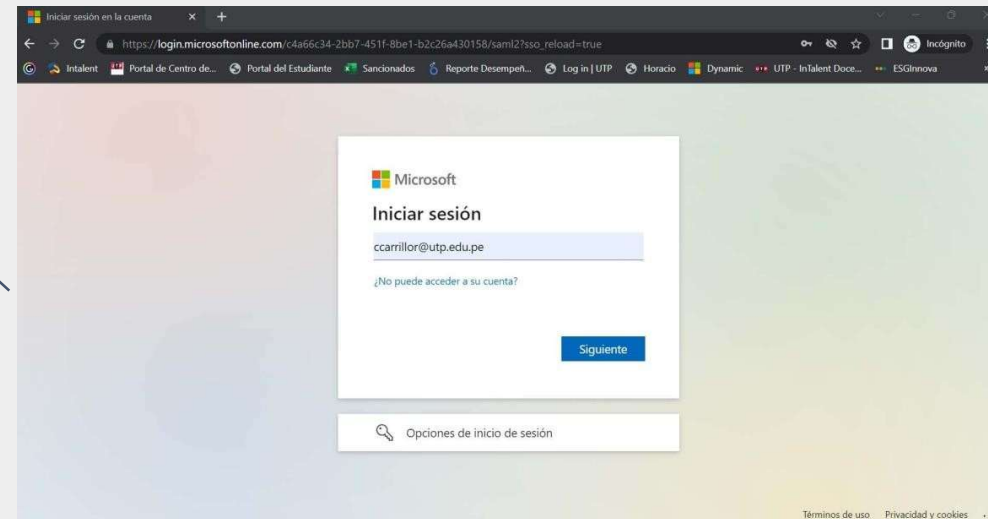 Iniciar sesión en la cuenta
https://login.microsoftonline.com/c4a66c34-2bb7-451f-8be1-b2c26a430158/saml2?sso_reload=true
Incógnito
Intalent Portal de Centro de... Portal del Estudiante Sancionados Reporte Desempeñ... Log in | UTP Horacio Dynamic UTP - InTalent Doce... ESGInnova
Microsoft
Iniciar sesión
ccarrillor@utp.edu.pe
¿No puede acceder a su cuenta?
Siguiente
Opciones de inicio de sesión
Términos de uso Privacidad y cookies